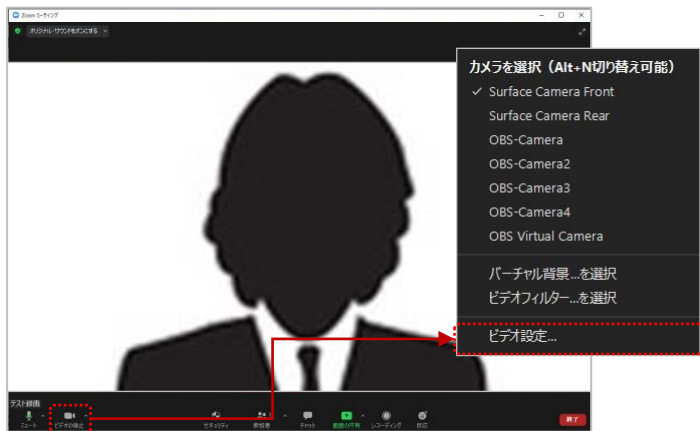 Zoom ミーティング
オリジナル サウンドをオンにする
カメラを選択（Alt+N切り替え可能）
✓ Surface Camera Front
Surface Camera Rear
OBS-Camera
OBS-Camera2
OBS-Camera3
OBS-Camera4
OBS Virtual Camera
バーチャル背景...を選択
ビデオフィルター...を選択
ビデオ設定...
テスト録画
ミュート
ビデオの停止
セキュリティ
参加者
チャット
画面の共有
レコーディング
反応
終了